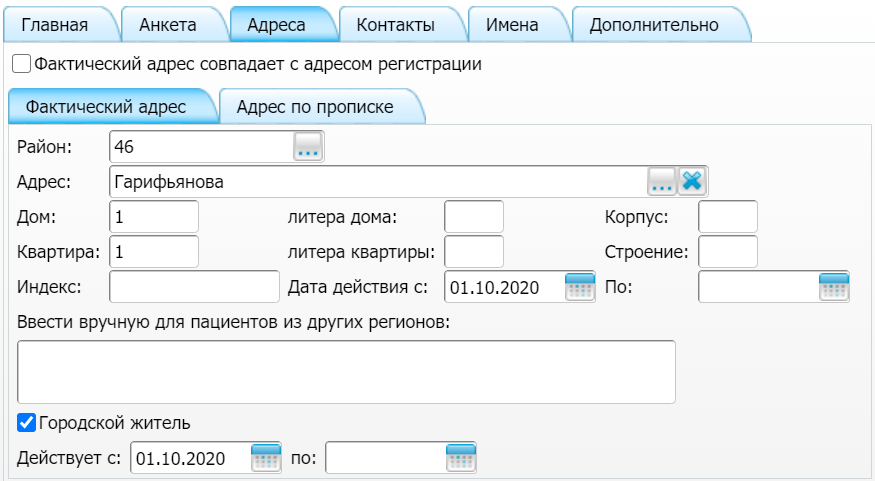 Главная Анкета Адреса Контакты Имена Дополнительно
Фактический адрес совпадает с адресом регистрации
Фактический адрес Адрес по прописке
Район: 46 ...
Адрес: Гарифьянова ...
Дом: 1 литера дома: Корпус:
Квартира: 1 литера квартиры: Строение:
Индекс: Дата действия с: 01.10.2020 По:
Ввести вручную для пациентов из других регионов:
Городской житель
Действует с: 01.10.2020 по: